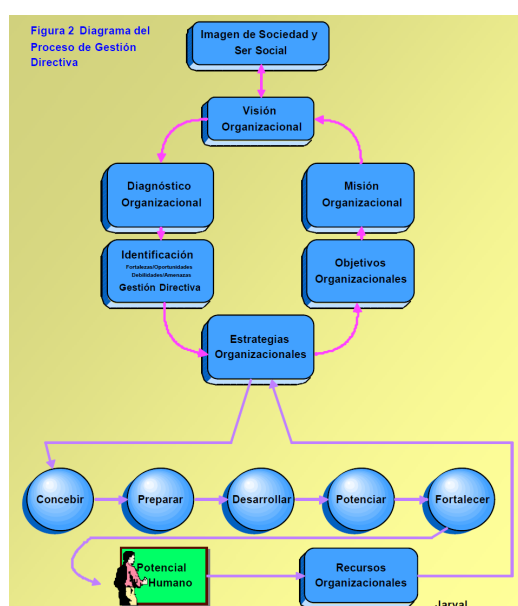 Figura 2 Diagrama del
Proceso de Gestión
Directiva
Imagen de Sociedad y
Ser Social
Visión
Organizacional
Diagnóstico
Organizacional
Misión
Organizacional
Identificación
Fortalezas/Oportunidades
Debilidades/Amenazas
Gestión Directiva
Objetivos
Organizacionales
Estrategias
Organizacionales
Concebir
Preparar
Desarrollar
Potenciar
Fortalecer
Potencial
Humano
Recursos
Organizacionales
Jarval